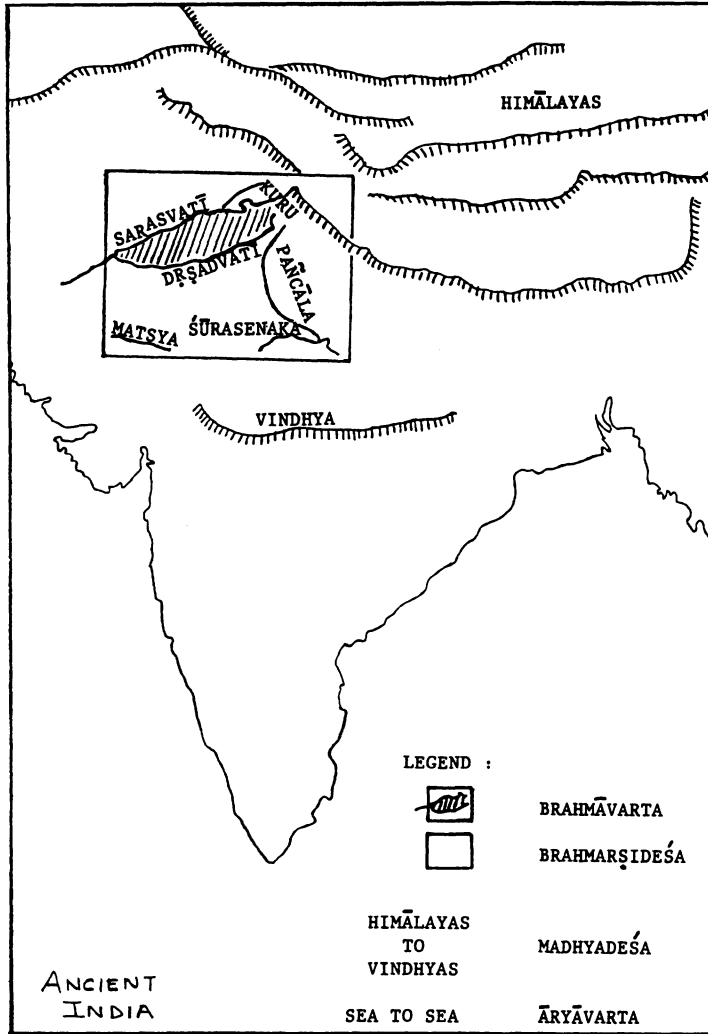 HIMĀLAYAS
KURU
SARASVATĪ
DṚṢADVATĪ
PĀÑCĀLA
MATSYA
ŚŪRASENAKA
VINDHYA
LEGEND :
BRAHMĀVARTA
BRAHMARṢIDEŚA
HIMĀLAYAS
TO
VINDHYAS
MADHYADEŚA
SEA TO SEA
ĀRYĀVARTA
ANCIENT
INDIA